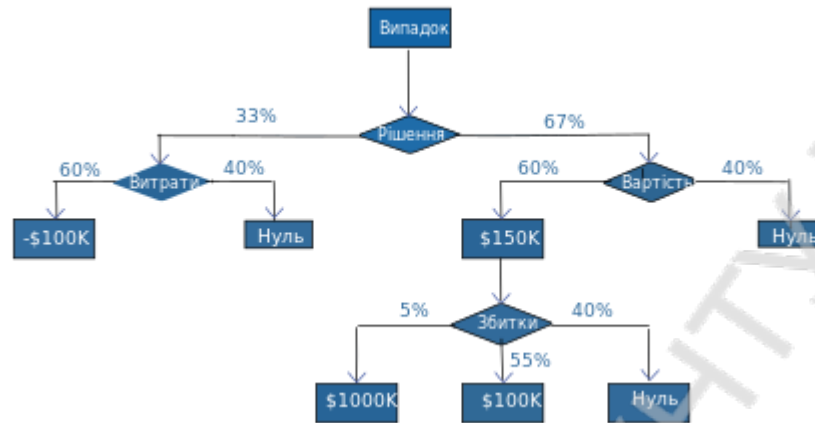 Випадок
33%
Рішення
67%
60%
Витрати
40%
60%
Вартість
40%
-$100K
Нуль
$150K
Нуль
5%
Збитки
40%
55%
$1000K
$100K
Нуль